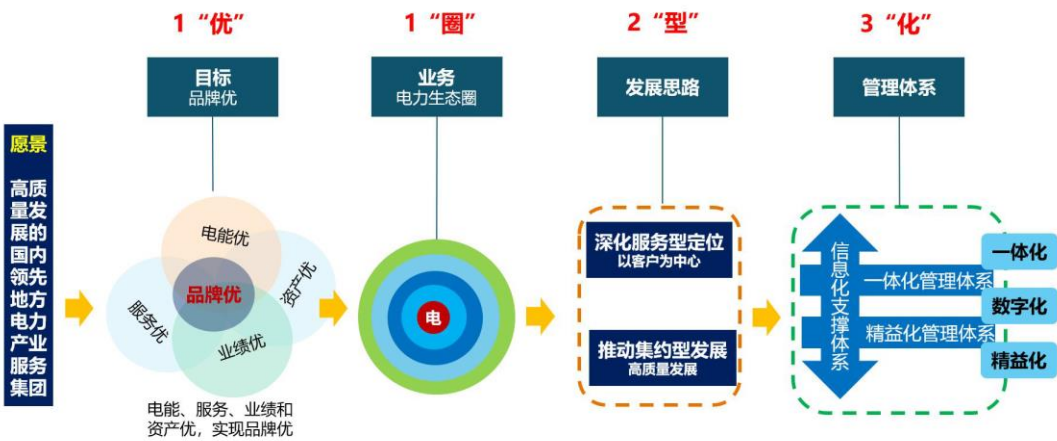 1“优”
1“圈”
2“型”
3“化”
目标
品牌优
业务
电力生态圈
发展思路
管理体系
愿景
高质
量发
展的
国内
领先
地方
电力
产业
服务
集团
电能优
服务优
品牌优
资产优
业绩优
电能、服务、业绩和
资产优，实现品牌优
电
深化服务型定位
以客户为中心
推动集约型发展
高质量发展
信息化支撑体系
一体化管理体系
精益化管理体系
一体化
数字化
精益化